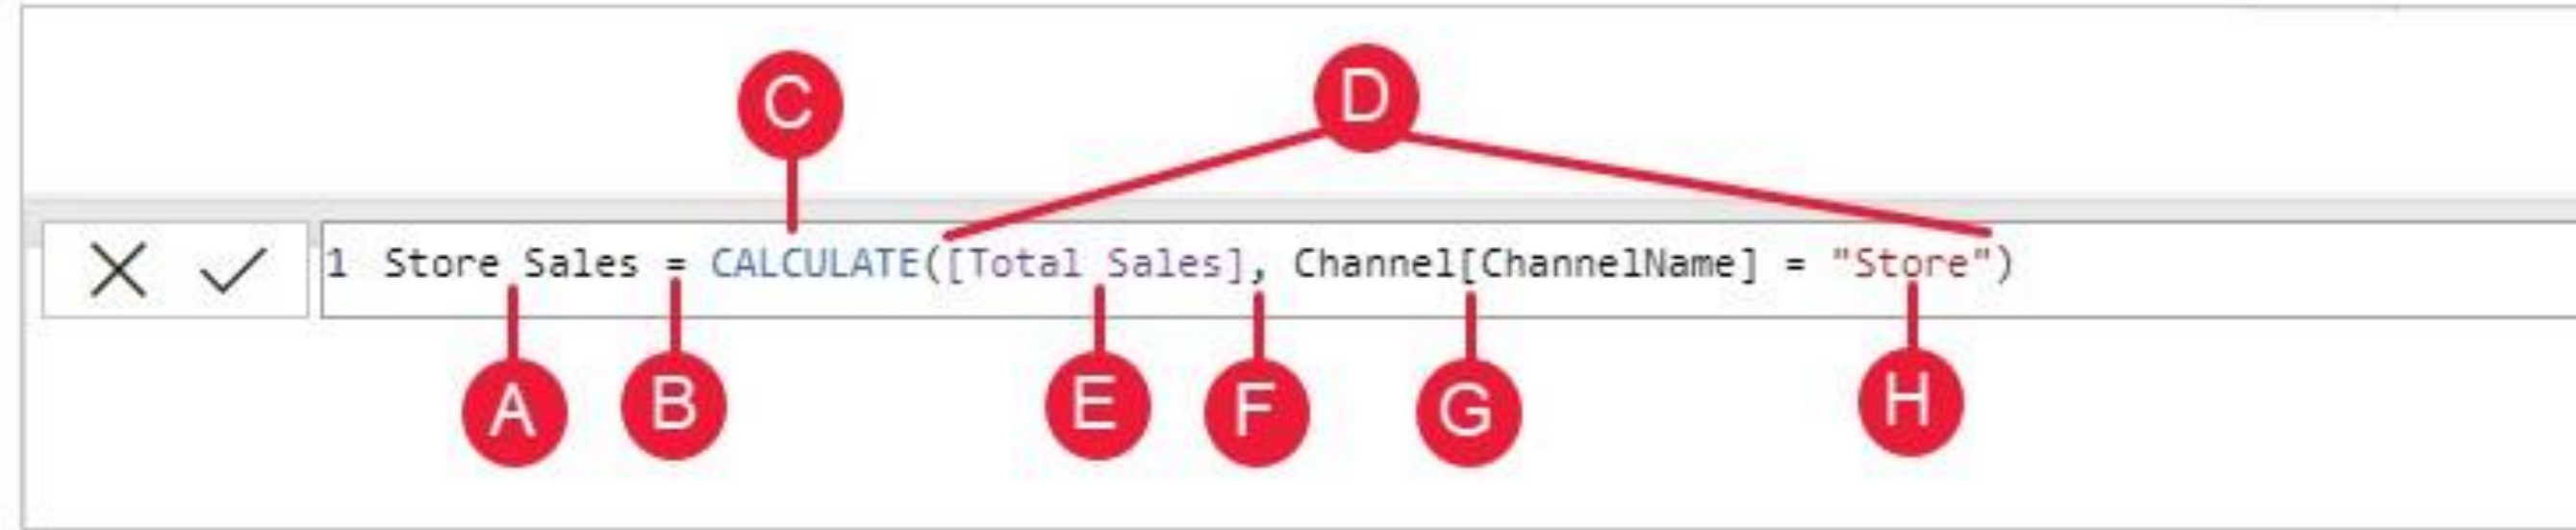 C D
1 Store Sales = CALCULATE([Total Sales], Channel[ChannelName] = "Store")
A B E F G H